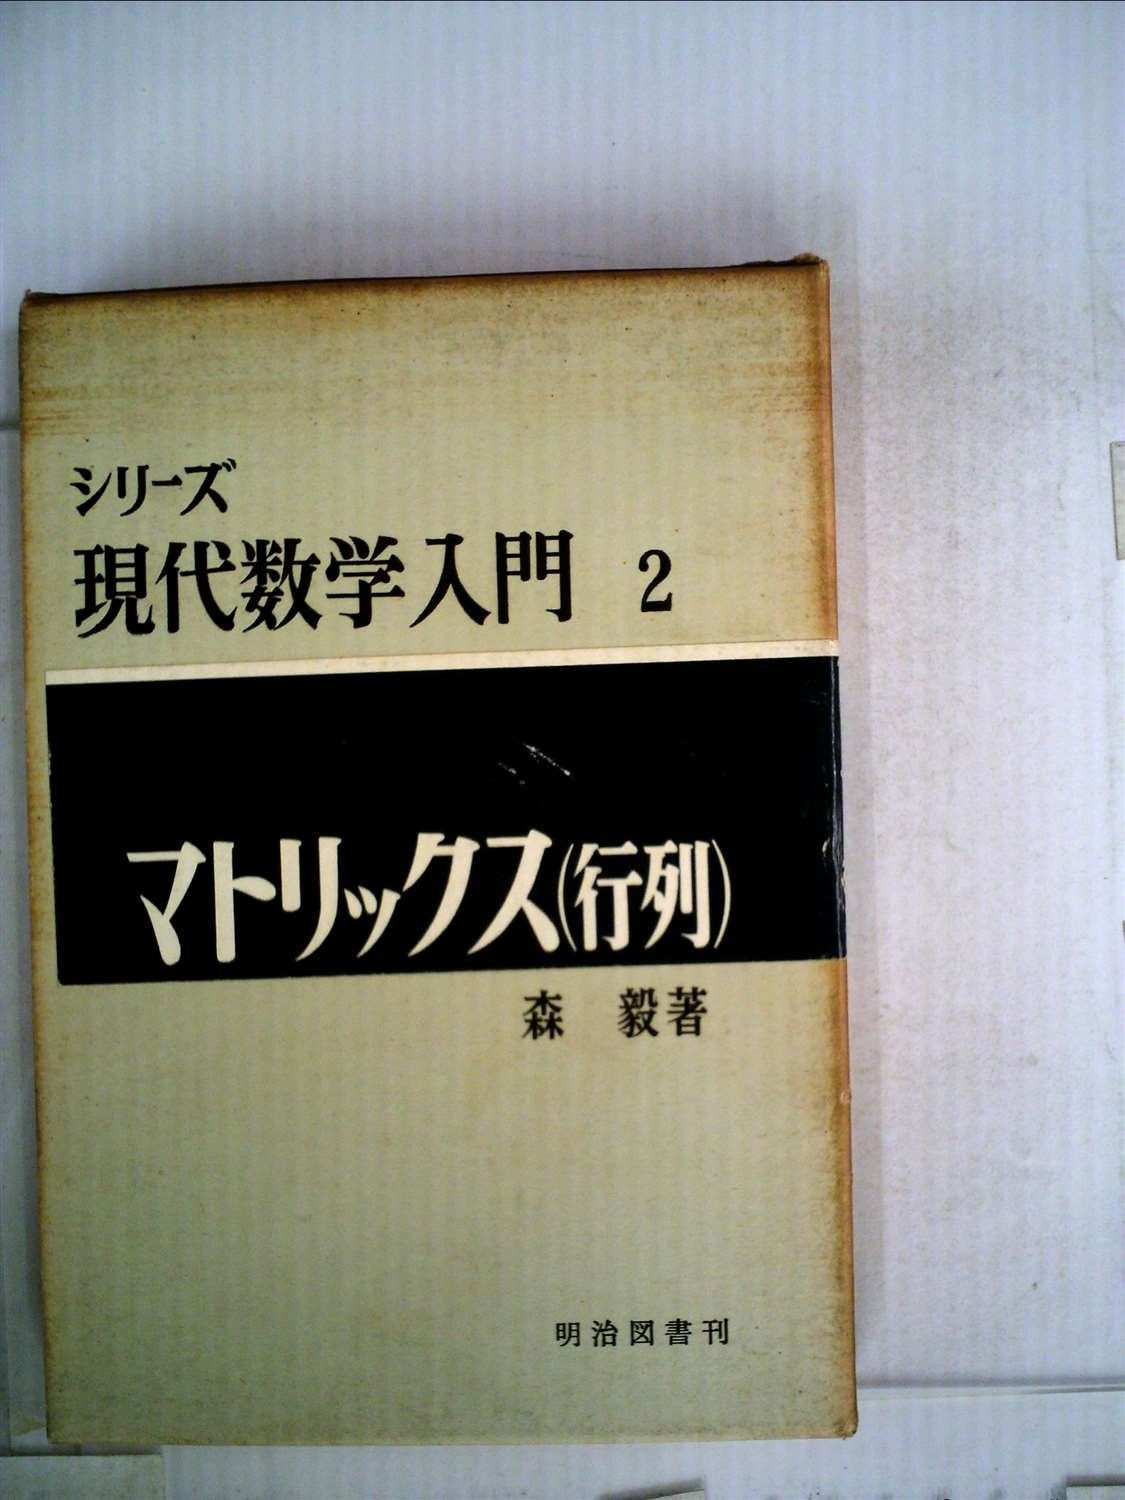 シリーズ
現代数学入門 2
マトリックス(行列)
森 毅著
明治図書刊